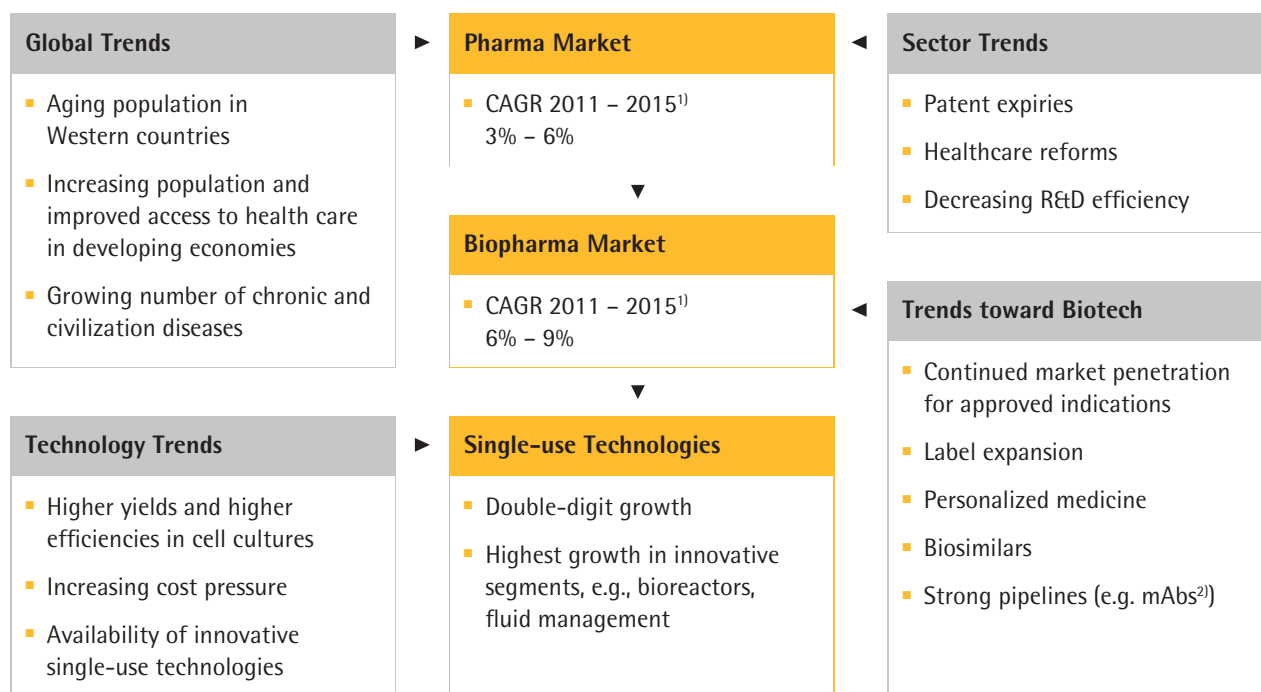 Global Trends
Aging population in
Western countries
Increasing population and
improved access to health care
in developing economies
Growing number of chronic and
civilization diseases
Technology Trends
Higher yields and higher
efficiencies in cell cultures
Increasing cost pressure
Availability of innovative
single-use technologies
Pharma Market
CAGR 2011 – 2015¹⁾
3% – 6%
Biopharma Market
CAGR 2011 – 2015¹⁾
6% – 9%
Single-use Technologies
Double-digit growth
Highest growth in innovative
segments, e.g., bioreactors,
fluid management
Sector Trends
Patent expiries
Healthcare reforms
Decreasing R&D efficiency
Trends toward Biotech
Continued market penetration
for approved indications
Label expansion
Personalized medicine
Biosimilars
Strong pipelines (e.g. mAbs²⁾)